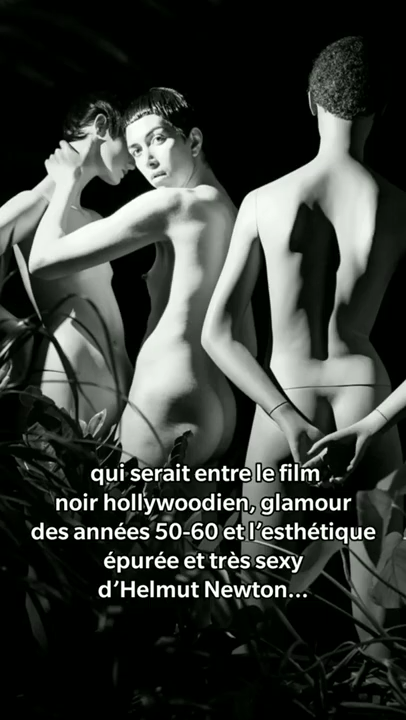 qui serait entre le film
noir hollywoodien, glamour
des années 50-60 et l'esthétique
épurée et très sexy
d'Helmut Newton...